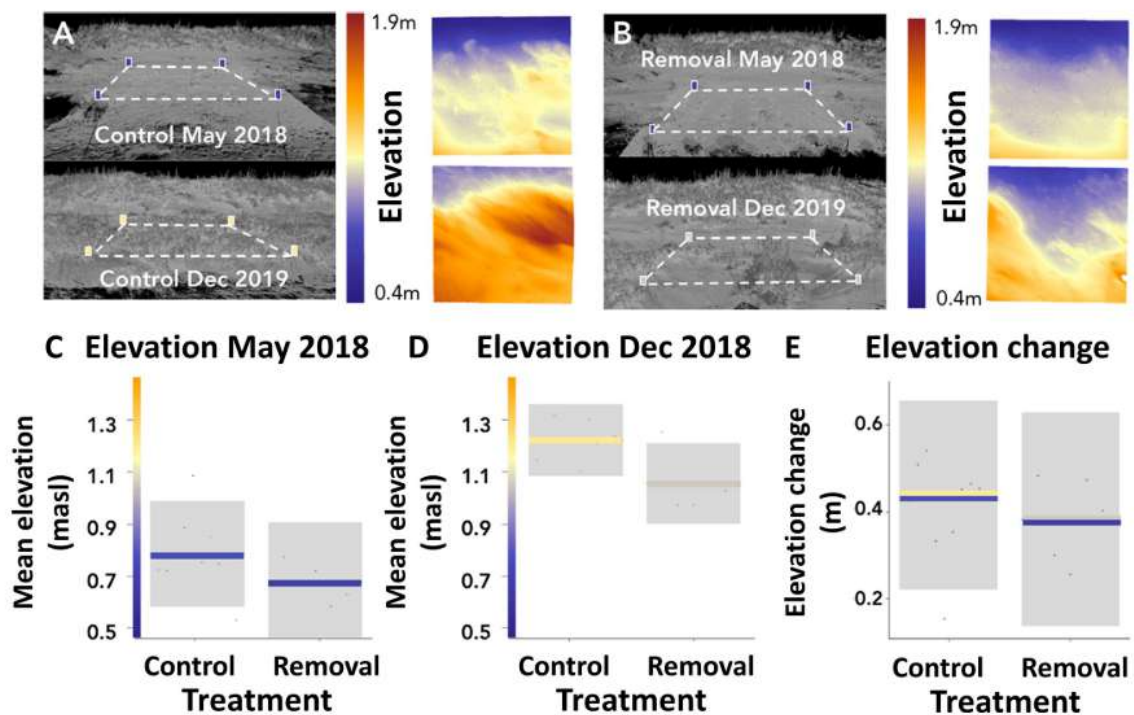 A
Control May 2018
Control Dec 2019
1.9m
Elevation
0.4m
B
Removal May 2018
Removal Dec 2019
1.9m
Elevation
0.4m
C Elevation May 2018
Mean elevation
(masl)
1.3
1.1
0.9
0.7
0.5
Control Removal
Treatment
D Elevation Dec 2018
Mean elevation
(masl)
1.3
1.1
0.9
0.7
0.5
Control Removal
Treatment
E Elevation change
Elevation change
(m)
0.6
0.4
0.2
Control Removal
Treatment